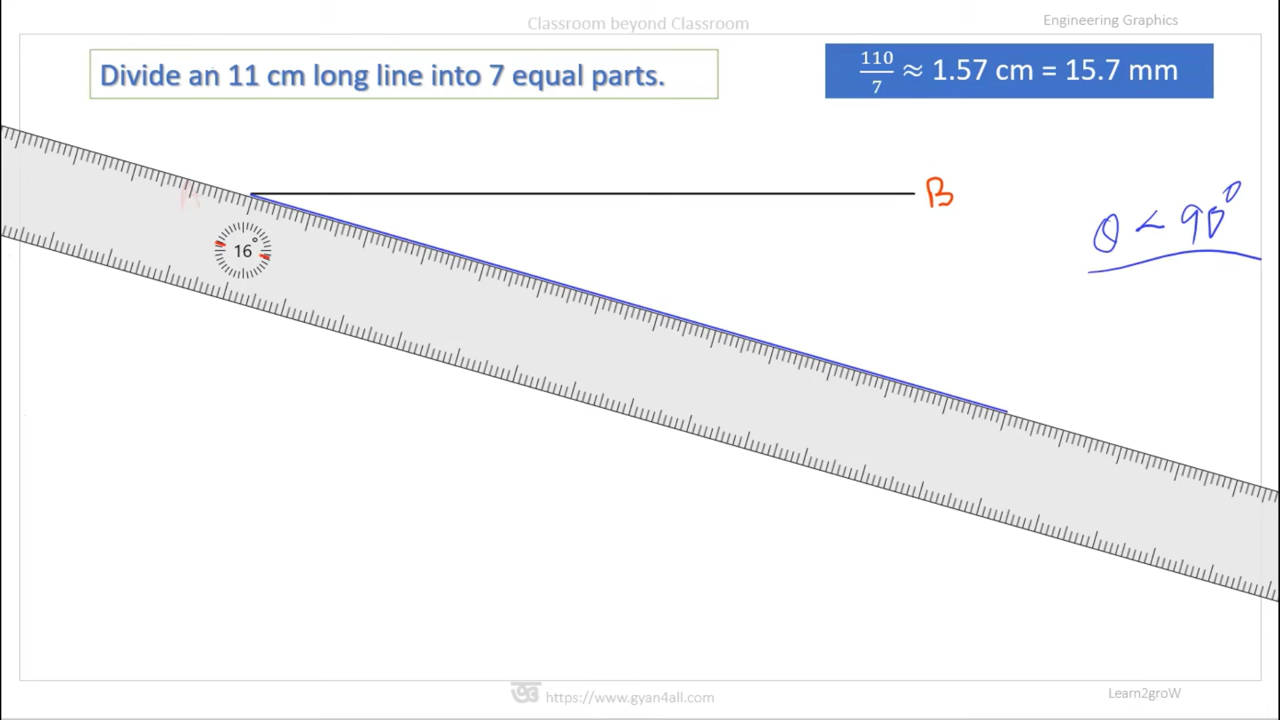 Classroom beyond Classroom
Engineering Graphics
Divide an 11 cm long line into 7 equal parts.
110/7 ≈ 1.57 cm = 15.7 mm
A
B
θ < 90°
16°
https://www.gyan4all.com
Learn2groW